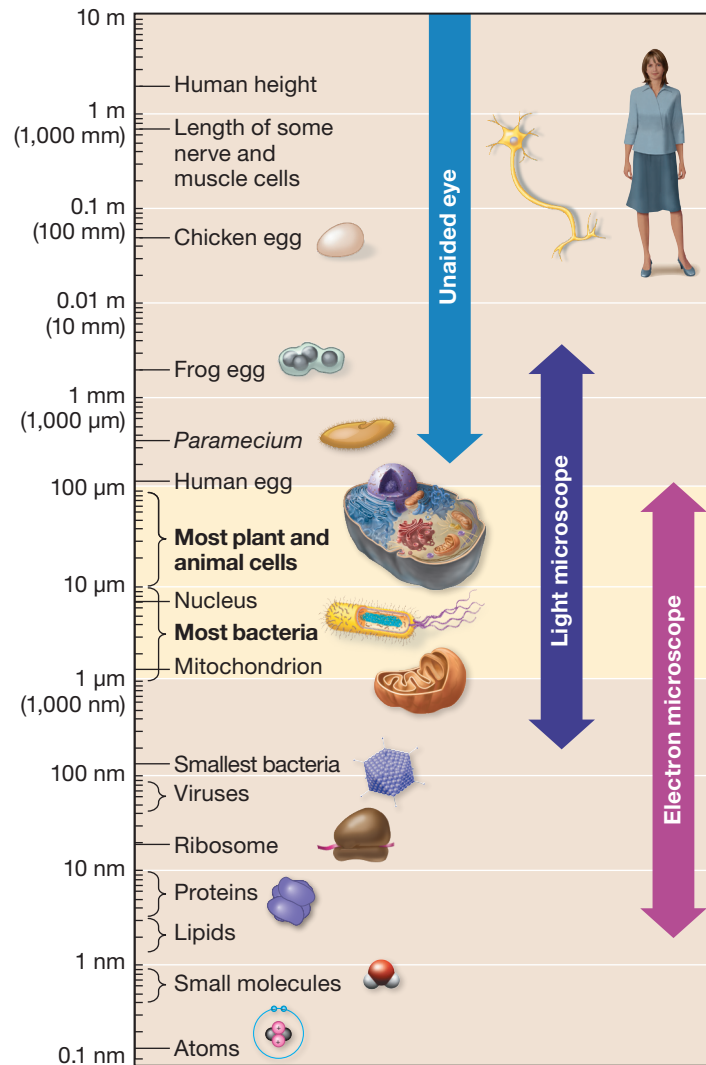 10 m
Human height
1 m
(1,000 mm)
Length of some
nerve and
muscle cells
0.1 m
(100 mm)
Chicken egg
0.01 m
(10 mm)
Frog egg
1 mm
(1,000 µm)
Paramecium
Human egg
100 µm
Most plant and
animal cells
10 µm
Nucleus
Most bacteria
Mitochondrion
1 µm
(1,000 nm)
Smallest bacteria
100 nm
Viruses
Ribosome
10 nm
Proteins
Lipids
1 nm
Small molecules
Atoms
0.1 nm
Unaided eye
Light microscope
Electron microscope
+
+